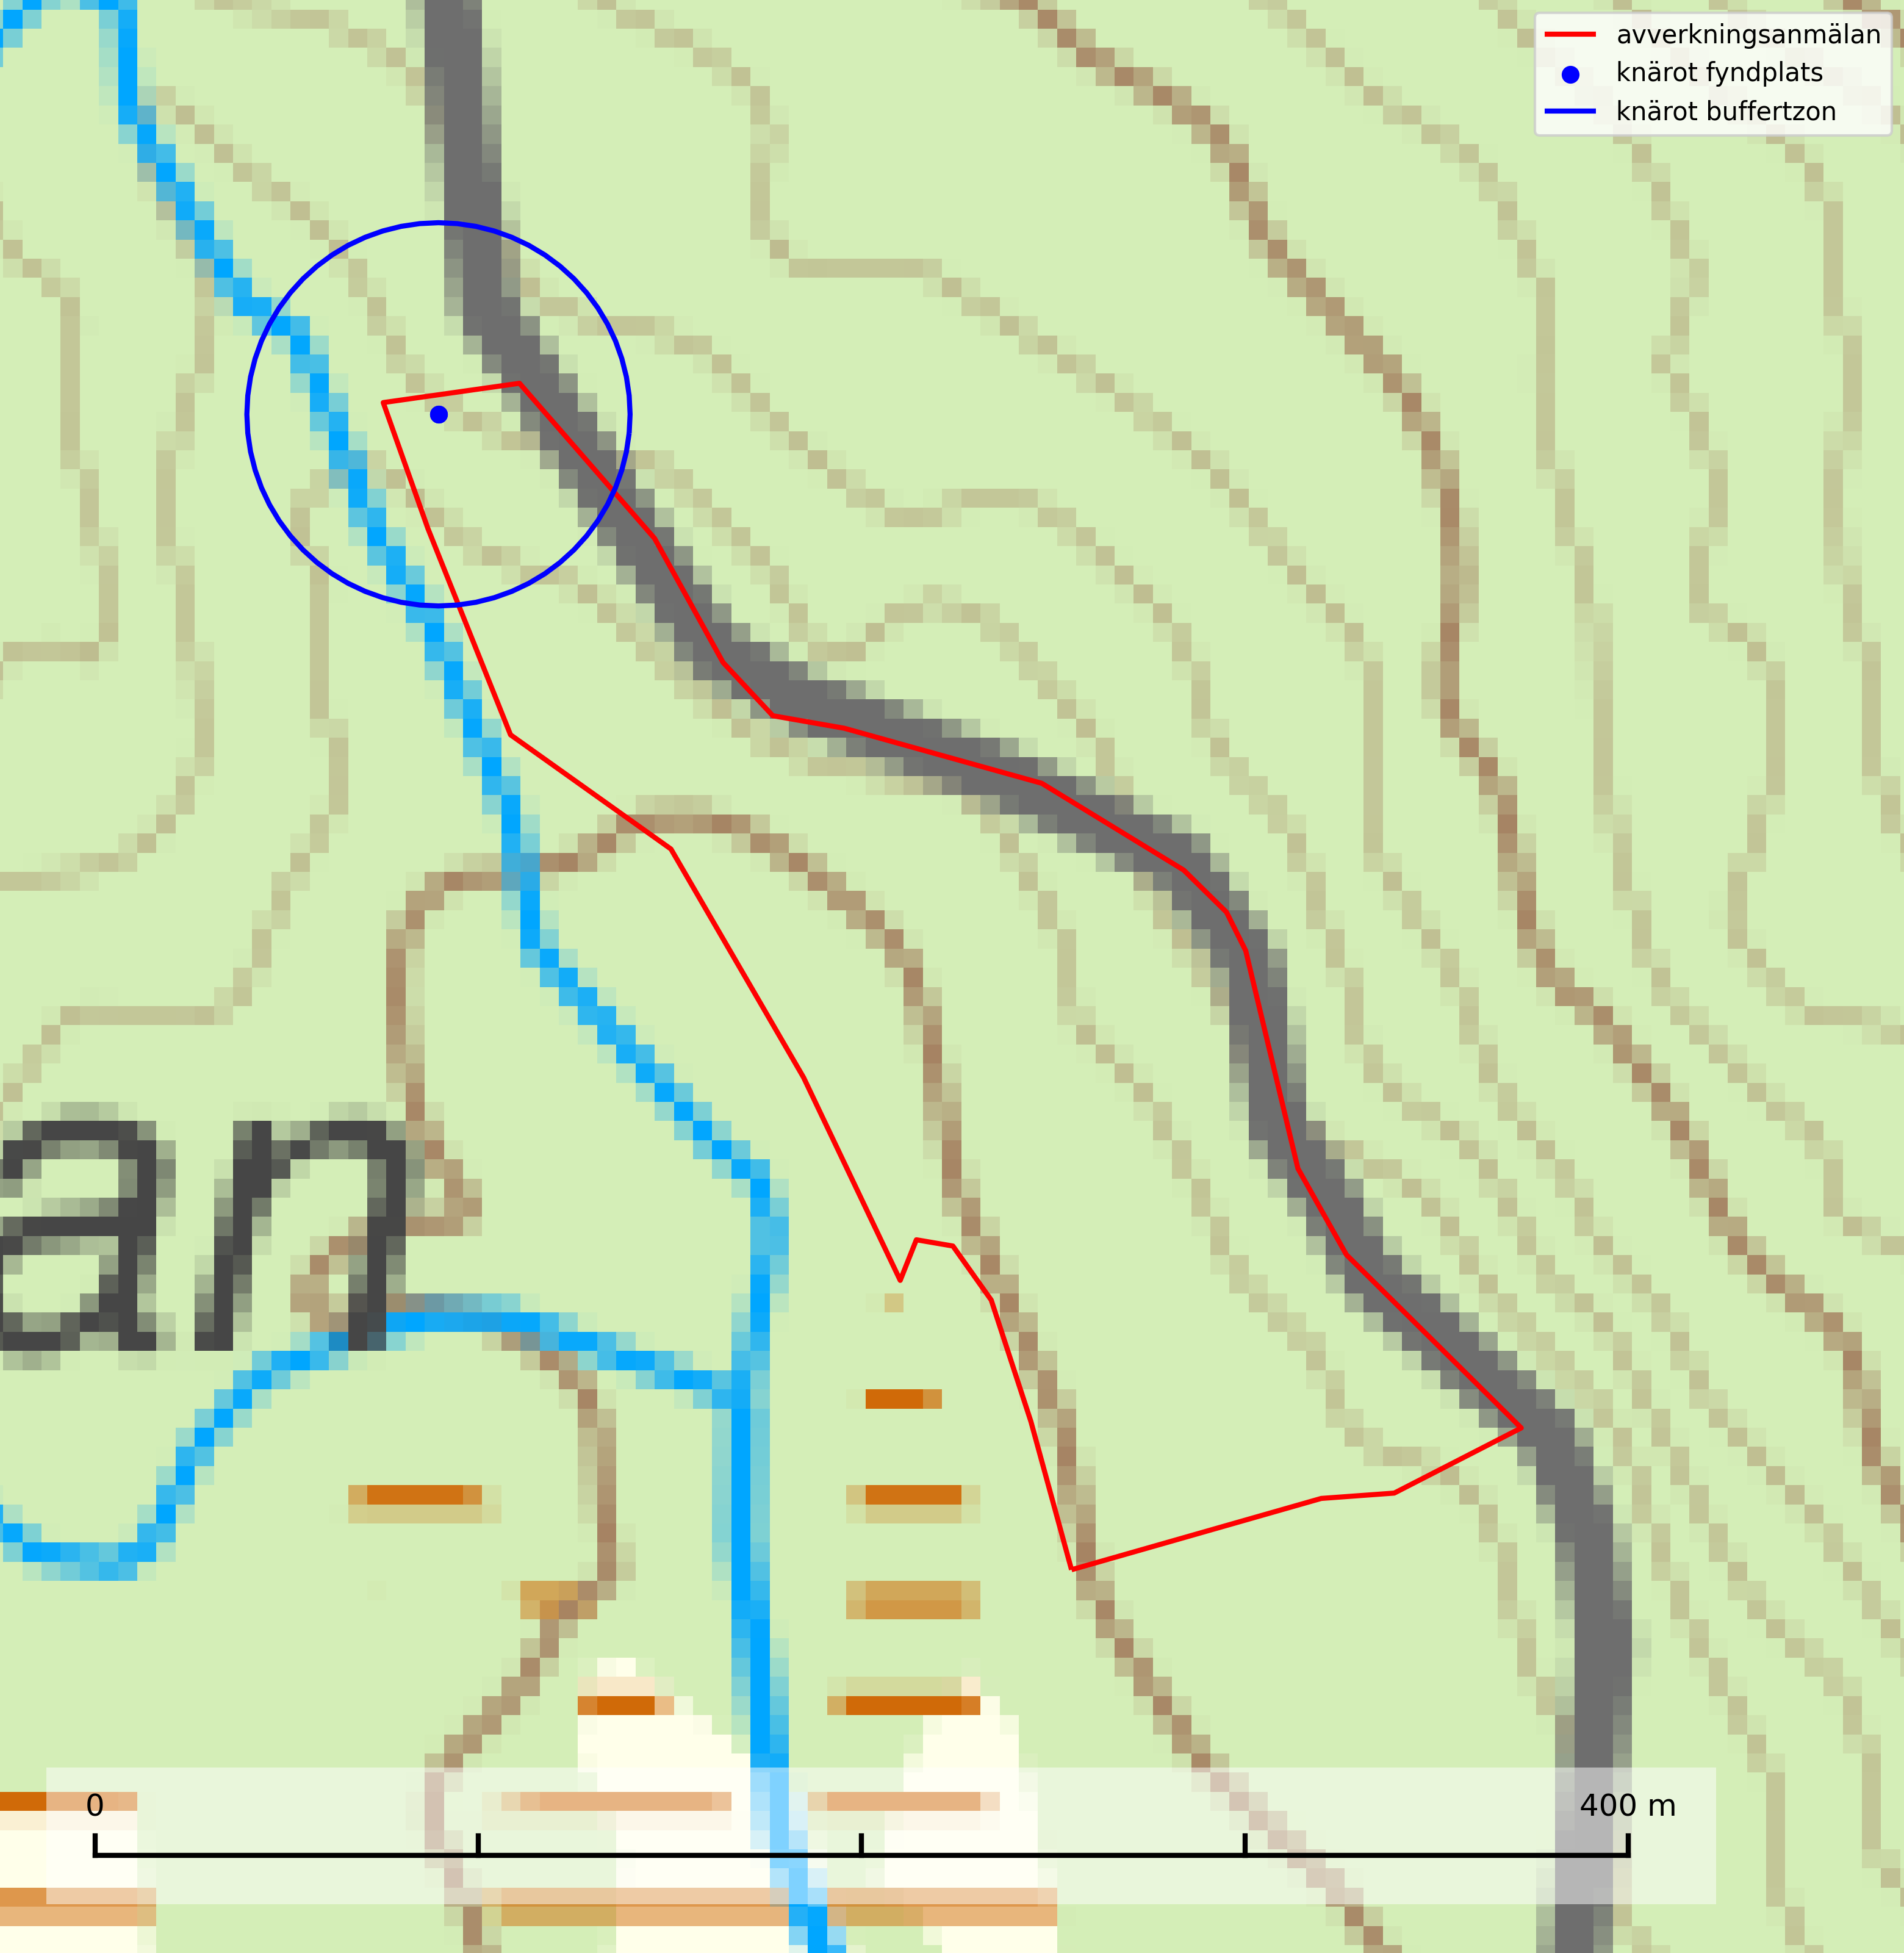 avverkningsanmälan
knärot fyndplats
knärot buffertzon
an
0 400 m